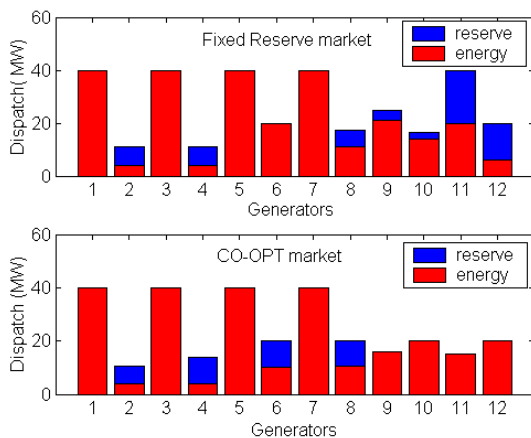 60
Fixed Reserve market
reserve
energy
40
20
0
Dispatch( MW)
1 2 3 4 5 6 7 8 9 10 11 12
Generators
60
CO-OPT market
reserve
energy
40
20
0
Dispatch (MW)
1 2 3 4 5 6 7 8 9 10 11 12
Generators